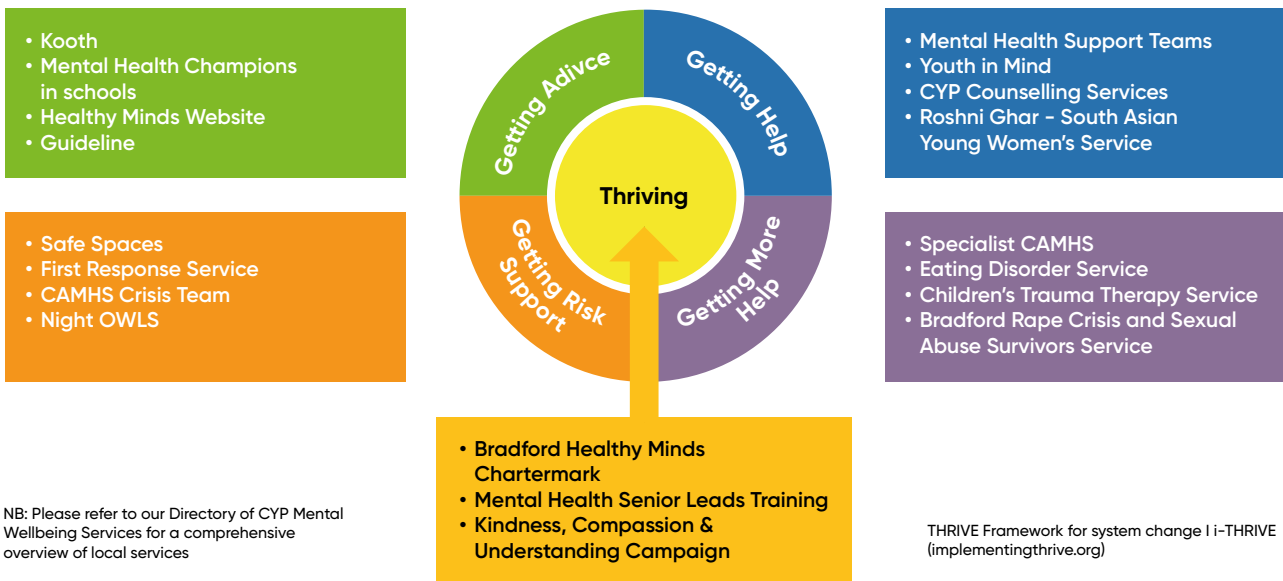 • Kooth
• Mental Health Champions
in schools
• Healthy Minds Website
• Guideline
Getting Adivce
Getting Help
• Mental Health Support Teams
• Youth in Mind
• CYP Counselling Services
• Roshni Ghar - South Asian
Young Women’s Service
Thriving
• Safe Spaces
• First Response Service
• CAMHS Crisis Team
• Night OWLS
Getting Risk
Support
Getting More
Help
• Specialist CAMHS
• Eating Disorder Service
• Children’s Trauma Therapy Service
• Bradford Rape Crisis and Sexual
Abuse Survivors Service
• Bradford Healthy Minds
Chartermark
• Mental Health Senior Leads Training
• Kindness, Compassion &
Understanding Campaign
NB: Please refer to our Directory of CYP Mental
Wellbeing Services for a comprehensive
overview of local services
THRIVE Framework for system change I i-THRIVE
(implementingthrive.org)